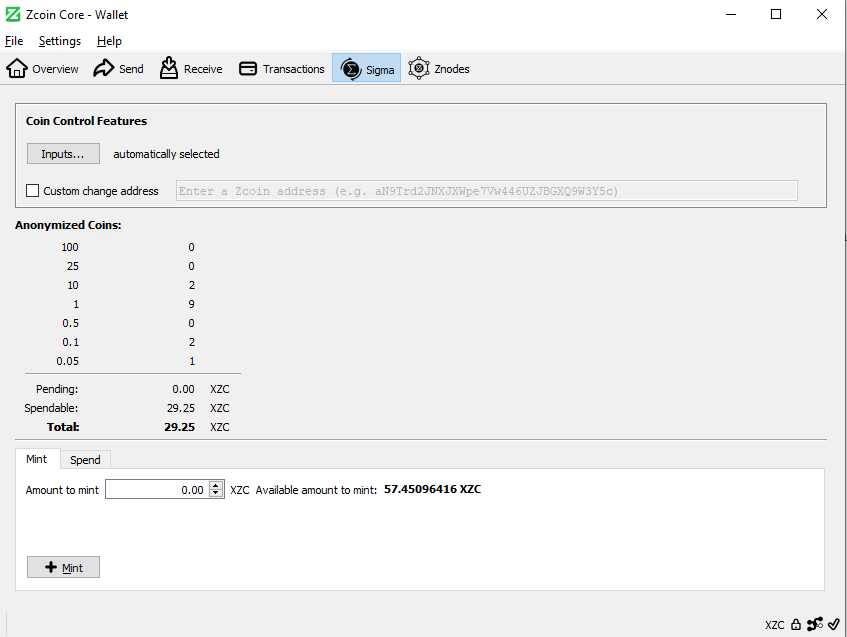 Zcoin Core - Wallet
File Settings Help
Overview Send Receive Transactions Sigma Znodes
Coin Control Features
Inputs... automatically selected
Custom change address Enter a Zcoin address (e.g. aN9Trd2JNXJXWpe7Vw446UZJBGXQ9W3Y5c)
Anonymized Coins:
100 0
25 0
10 2
1 9
0.5 0
0.1 2
0.05 1
Pending: 0.00 XZC
Spendable: 29.25 XZC
Total: 29.25 XZC
Mint Spend
Amount to mint 0.00 XZC Available amount to mint: 57.45096416 XZC
Mint
XZC